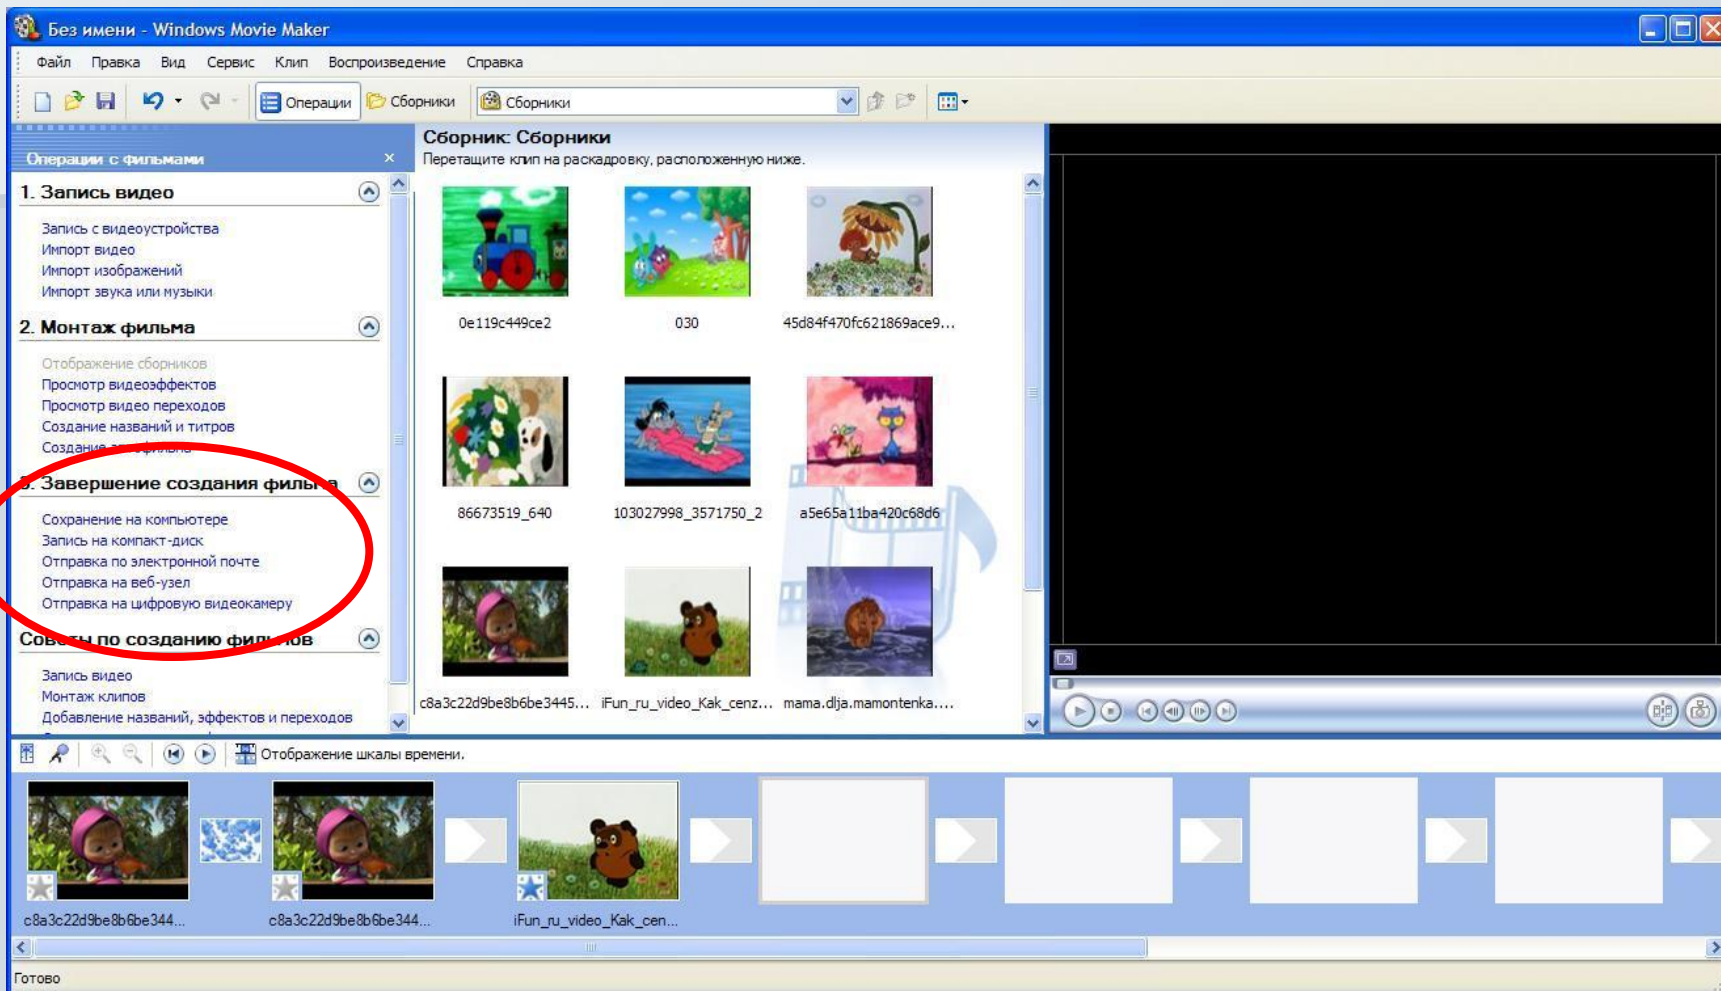 Без имени - Windows Movie Maker
Файл Правка Вид Сервис Клип Воспроизведение Справка
Операции Сборники Сборники
Операции с фильмами
1. Запись видео
Запись с видеоустройства
Импорт видео
Импорт изображений
Импорт звука или музыки
2. Монтаж фильма
Отображение сборников
Просмотр видеоэффектов
Просмотр видео переходов
Создание названий и титров
Создание автофильма
3. Завершение создания фильма
Сохранение на компьютере
Запись на компакт-диск
Отправка по электронной почте
Отправка на веб-узел
Отправка на цифровую видеокамеру
Советы по созданию фильмов
Запись видео
Монтаж клипов
Добавление названий, эффектов и переходов
Сборник: Сборники
Перетащите клип на раскадровку, расположенную ниже.
0e119c449ce2 030 45d84f470fc621869ace9...
86673519_640 103027998_3571750_2 a5e65a11ba420c68d6
c8a3c22d9be8b6be3445... iFun_ru_video_Kak_cenz... mama.dlja.mamontenka....
Отображение шкалы времени.
c8a3c22d9be8b6be344... c8a3c22d9be8b6be344... iFun_ru_video_Kak_cen...
Готово